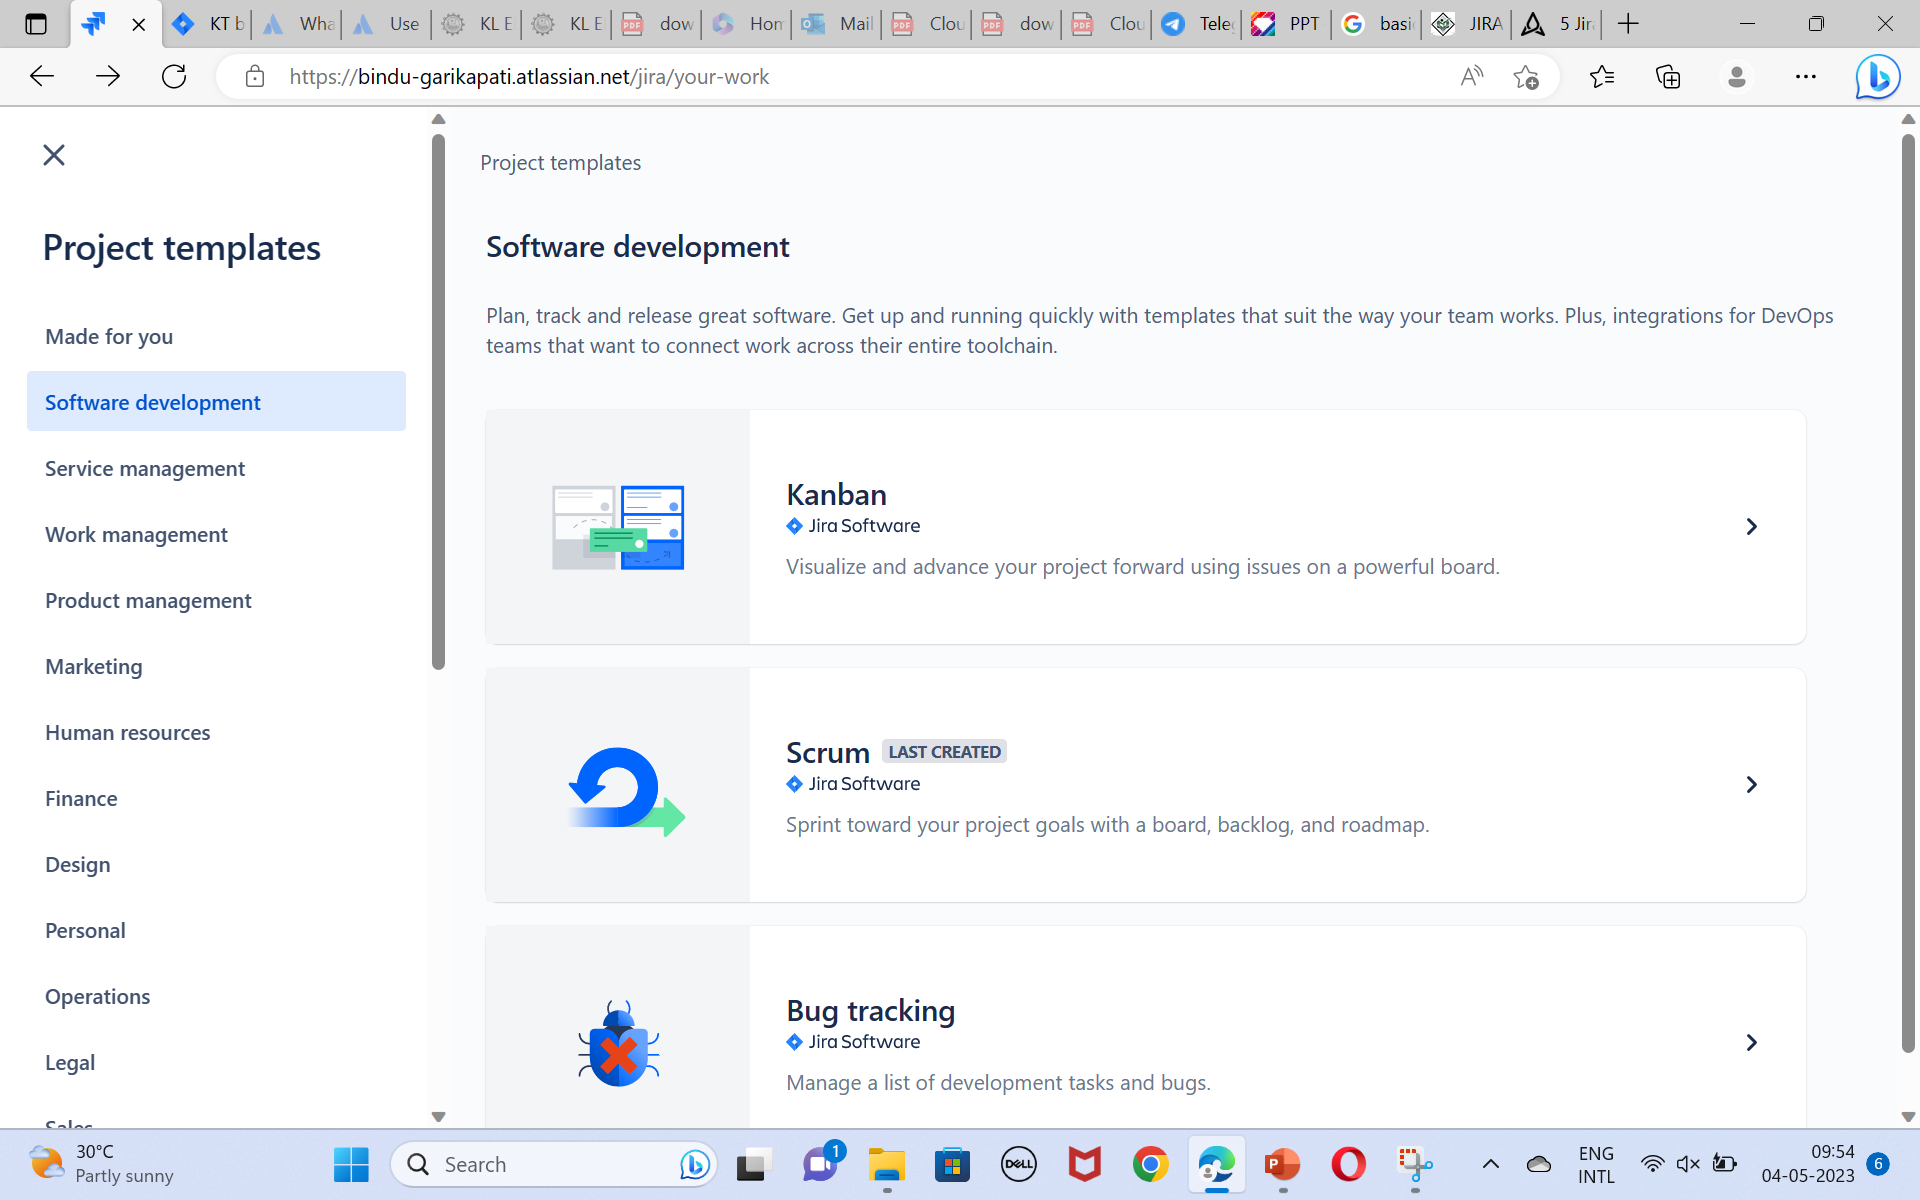 KT b
Wha
Use
KL E
KL E
dow
Hom
Mail
Clou
dow
Clou
Tele
PPT
basi
JIRA
5 Jir
https://bindu-garikapati.atlassian.net/jira/your-work
Project templates
Made for you
Software development
Service management
Work management
Product management
Marketing
Human resources
Finance
Design
Personal
Operations
Legal
Sales
Project templates
Software development
Plan, track and release great software. Get up and running quickly with templates that suit the way your team works. Plus, integrations for DevOps
teams that want to connect work across their entire toolchain.
Kanban
Jira Software
Visualize and advance your project forward using issues on a powerful board.
Scrum LAST CREATED
Jira Software
Sprint toward your project goals with a board, backlog, and roadmap.
Bug tracking
Jira Software
Manage a list of development tasks and bugs.
30°C
Partly sunny
Search
1
DELL
ENG
INTL
09:54
04-05-2023
6